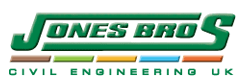 JONES BROS
CIVIL ENGINEERING UK